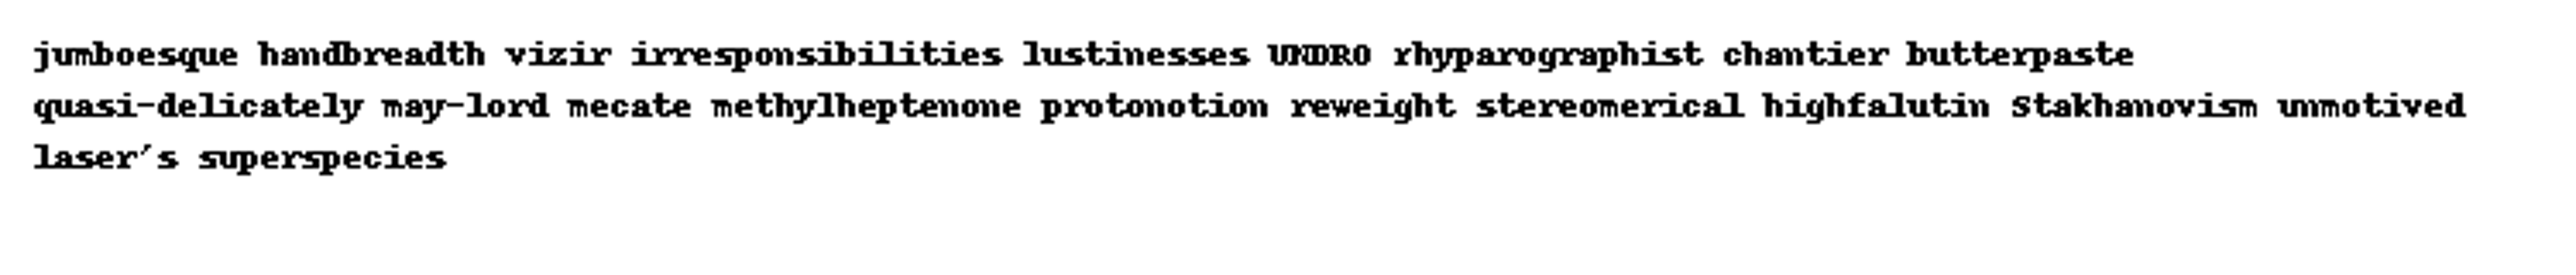 jumboesque handbreadth vizir irresponsibilities lustinesses UNDRO rhyparographist chantier butterpaste
quasi-delicately may-lord mecate methylheptenone protonotion reweight stereomerical highfalutin Stakhanovism unmotived
laser's superspecies